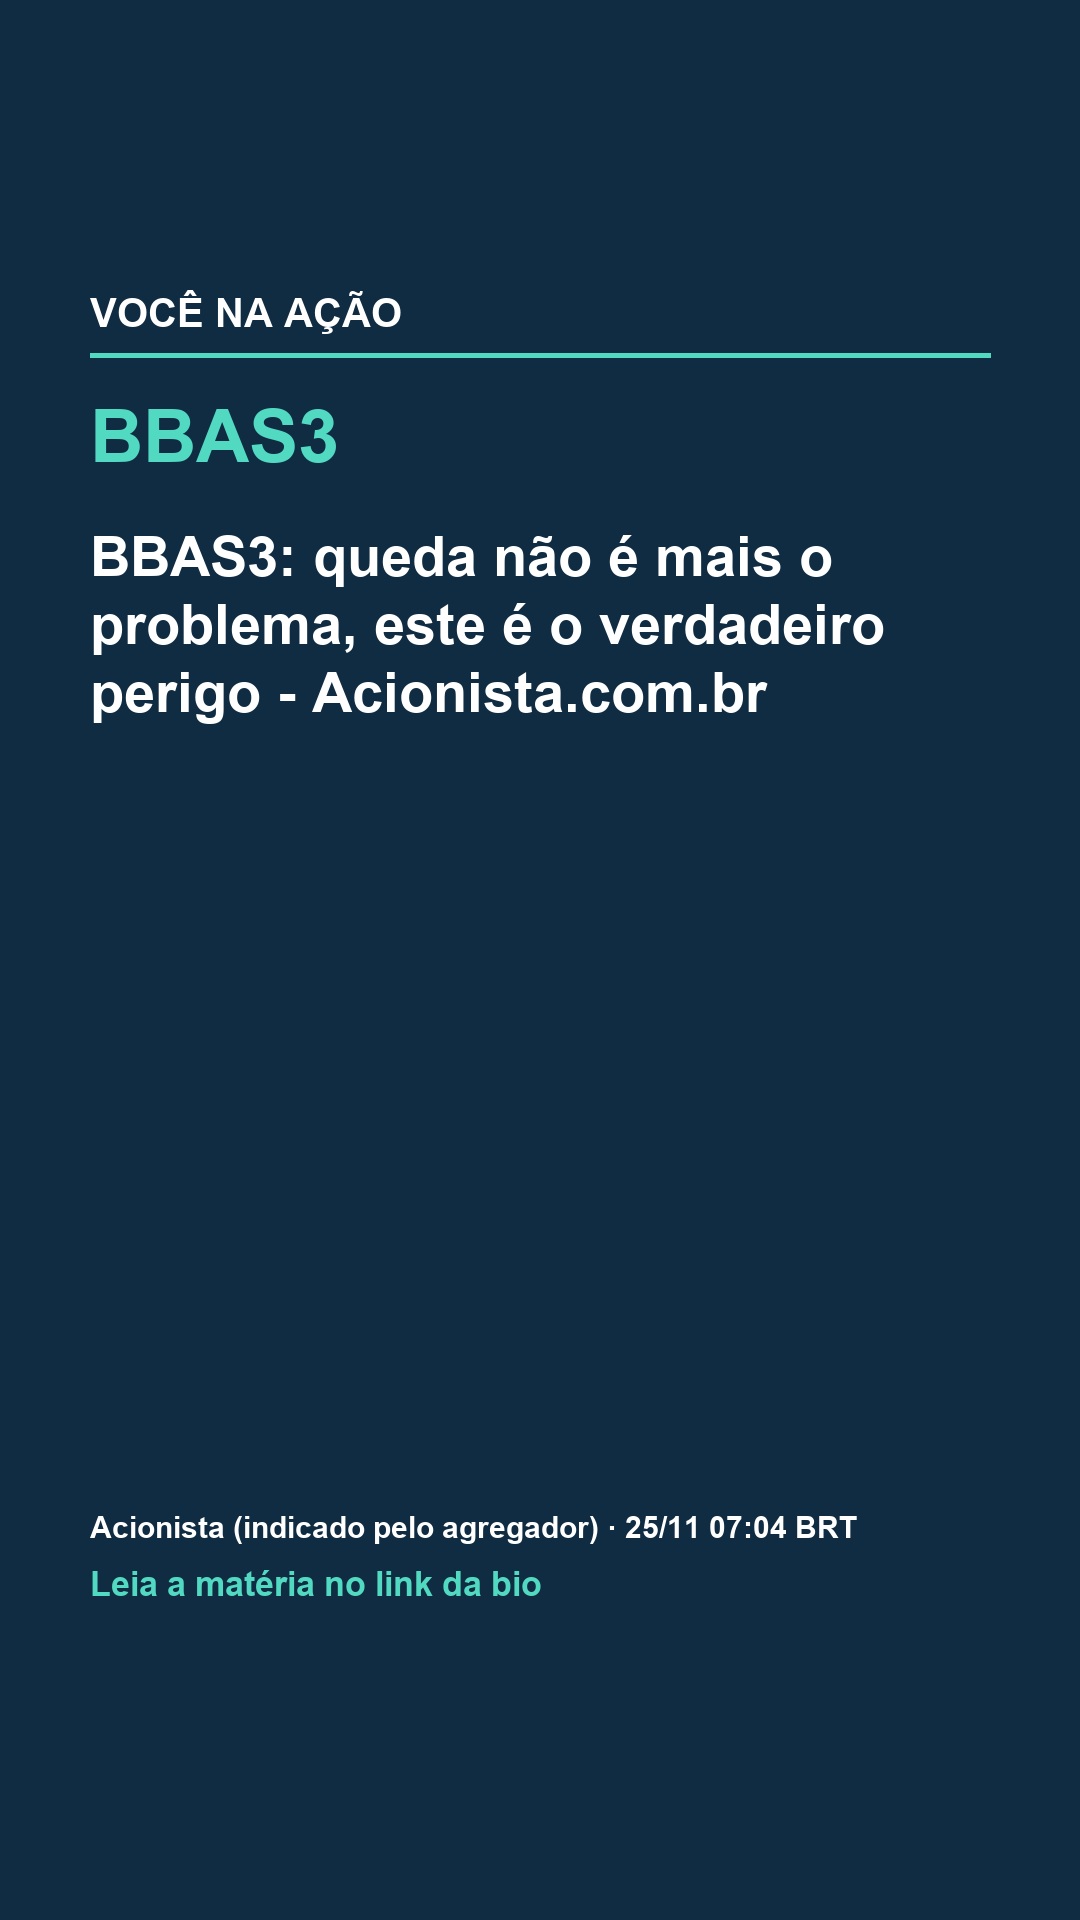 VOCÊ NA AÇÃO
BBAS3
BBAS3: queda não é mais o
problema, este é o verdadeiro
perigo - Acionista.com.br
Acionista (indicado pelo agregador) · 25/11 07:04 BRT
Leia a matéria no link da bio